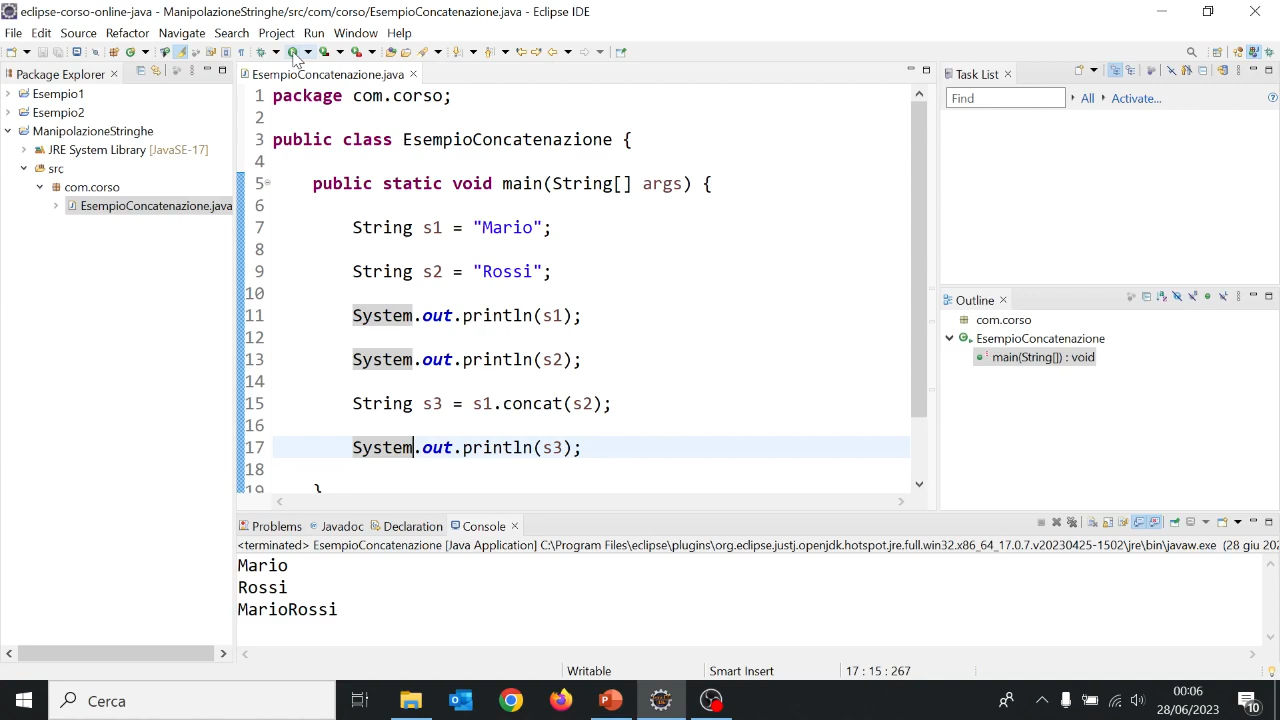 eclipse-corso-online-java - ManipolazioneStringhe/src/com/corso/EsempioConcatenazione.java - Eclipse IDE
File Edit Source Refactor Navigate Search Project Run Window Help
Package Explorer
EsempioConcatenazione.java
Task List
Esempio1
Esempio2
ManipolazioneStringhe
JRE System Library [JavaSE-17]
src
com.corso
EsempioConcatenazione.java
1 package com.corso;
2
3 public class EsempioConcatenazione {
4
5 public static void main(String[] args) {
6
7 String s1 = "Mario";
8
9 String s2 = "Rossi";
10
11 System.out.println(s1);
12
13 System.out.println(s2);
14
15 String s3 = s1.concat(s2);
16
17 System.out.println(s3);
18
19 }
Find
All
Activate...
Outline
com.corso
EsempioConcatenazione
main(String[]) : void
Problems Javadoc Declaration Console
<terminated> EsempioConcatenazione [Java Application] C:\Program Files\eclipse\plugins\org.eclipse.justj.openjdk.hotspot.jre.full.win32.x86_64_17.0.7.v20230425-1502\jre\bin\javaw.exe (28 giu 202
Mario
Rossi
MarioRossi
Writable
Smart Insert
17 : 15 : 267
Cerca
00:06
28/06/2023
10